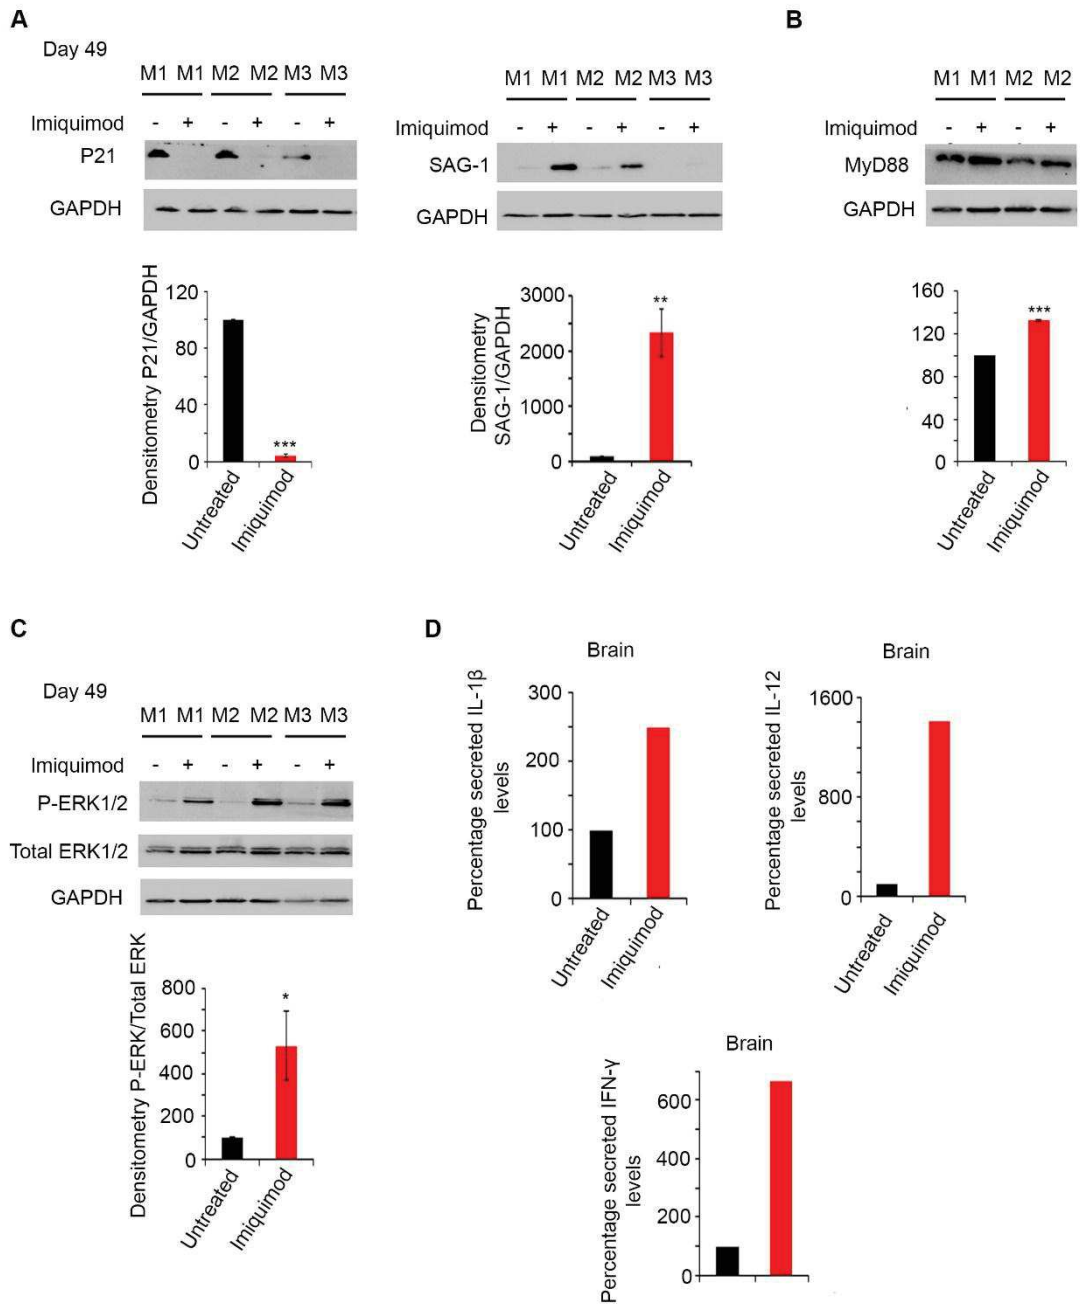 A
Day 49
M1 M1 M2 M2 M3 M3
Imiquimod - + - + - +
P21
GAPDH
Densitometry P21/GAPDH
120
80
40
0
***
Untreated
Imiquimod
M1 M1 M2 M2 M3 M3
Imiquimod - + - + - +
SAG-1
GAPDH
Densitometry
SAG-1/GAPDH
3000
2000
1000
0
**
Untreated
Imiquimod
B
M1 M1 M2 M2
Imiquimod - + - +
MyD88
GAPDH
160
120
80
40
0
***
Untreated
Imiquimod
C
Day 49
M1 M1 M2 M2 M3 M3
Imiquimod - + - + - +
P-ERK1/2
Total ERK1/2
GAPDH
Densitometry P-ERK/Total ERK
800
600
400
200
0
*
Untreated
Imiquimod
D
Brain
Percentage secreted IL-1β
levels
300
200
100
0
Untreated
Imiquimod
Brain
Percentage secreted IL-12
levels
1600
800
0
Untreated
Imiquimod
Brain
Percentage secreted IFN-γ
levels
600
400
200
0